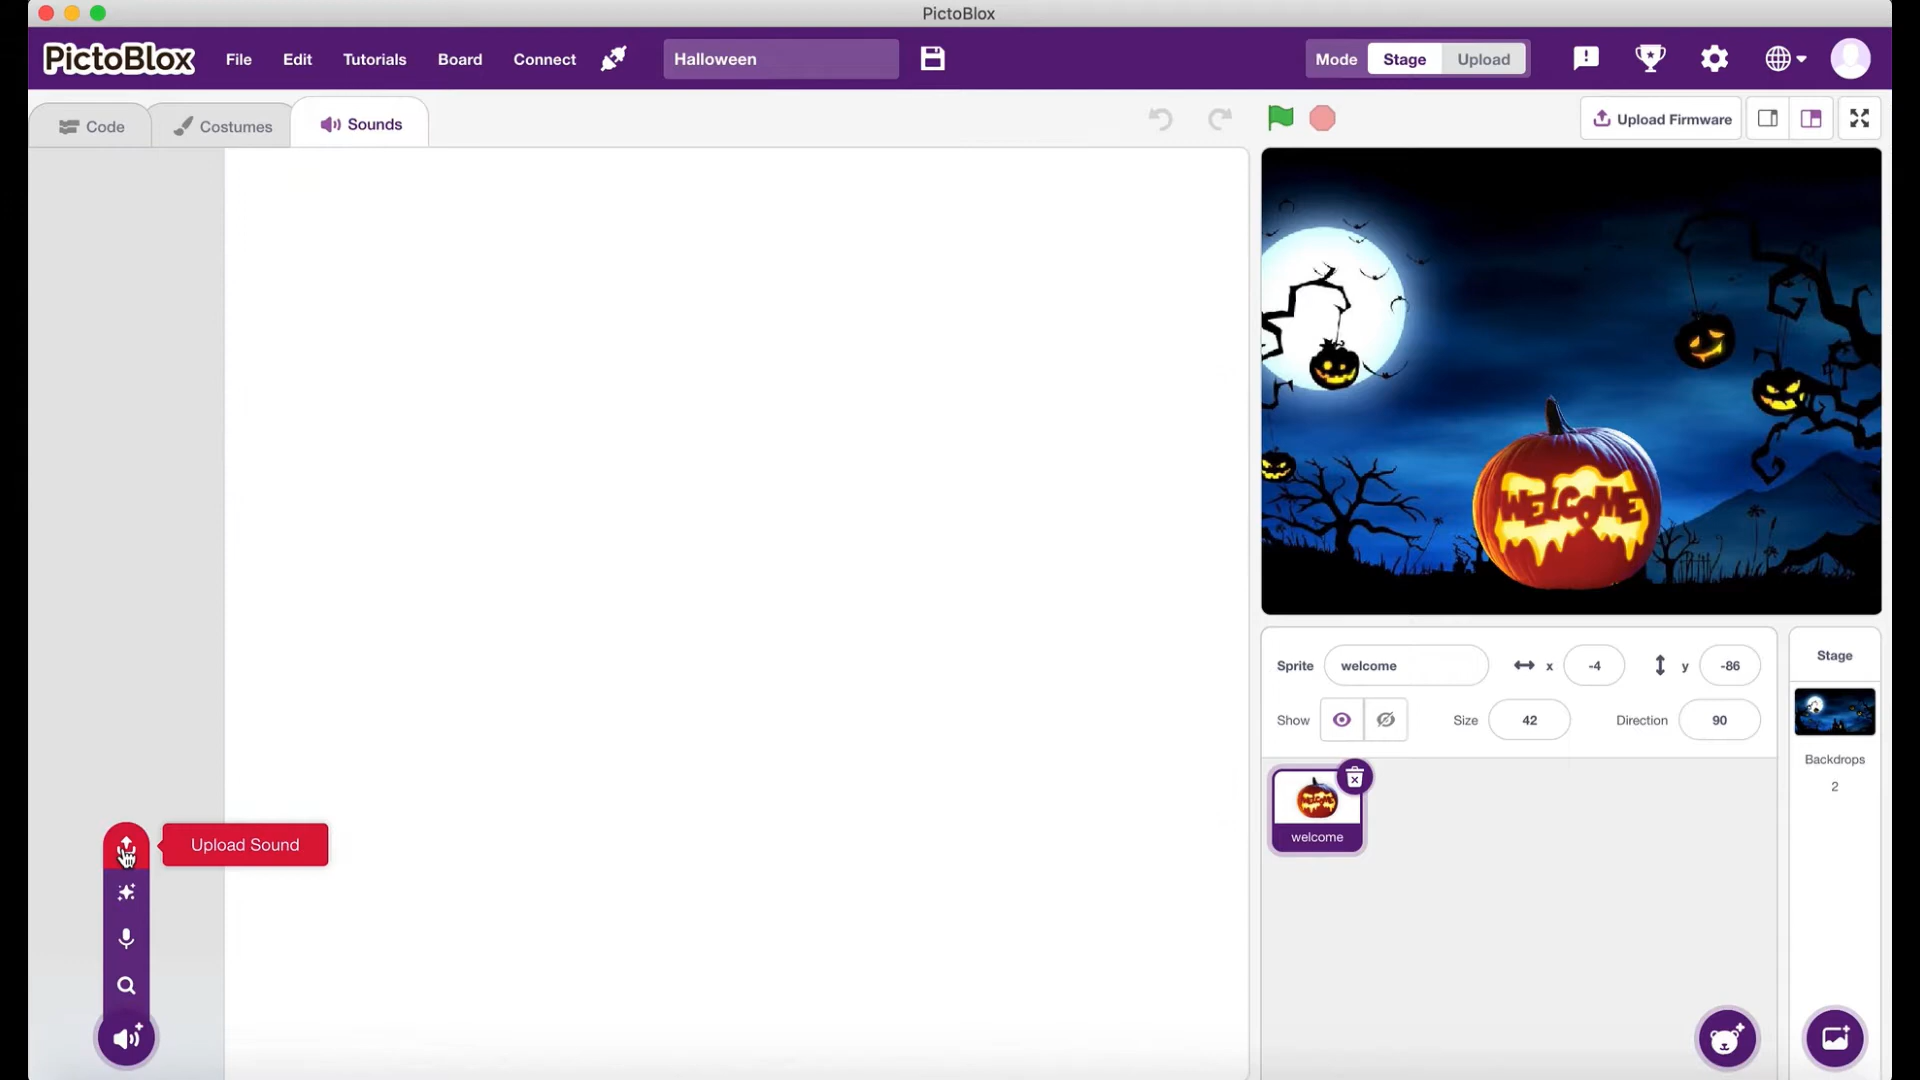 PictoBlox
PictoBlox
File
Edit
Tutorials
Board
Connect
Halloween
Mode
Stage
Upload
Code
Costumes
Sounds
Upload Firmware
WELCOME
Sprite
welcome
x
-4
y
-86
Show
Size
42
Direction
90
Stage
Backdrops
2
WELCOME
welcome
Upload Sound